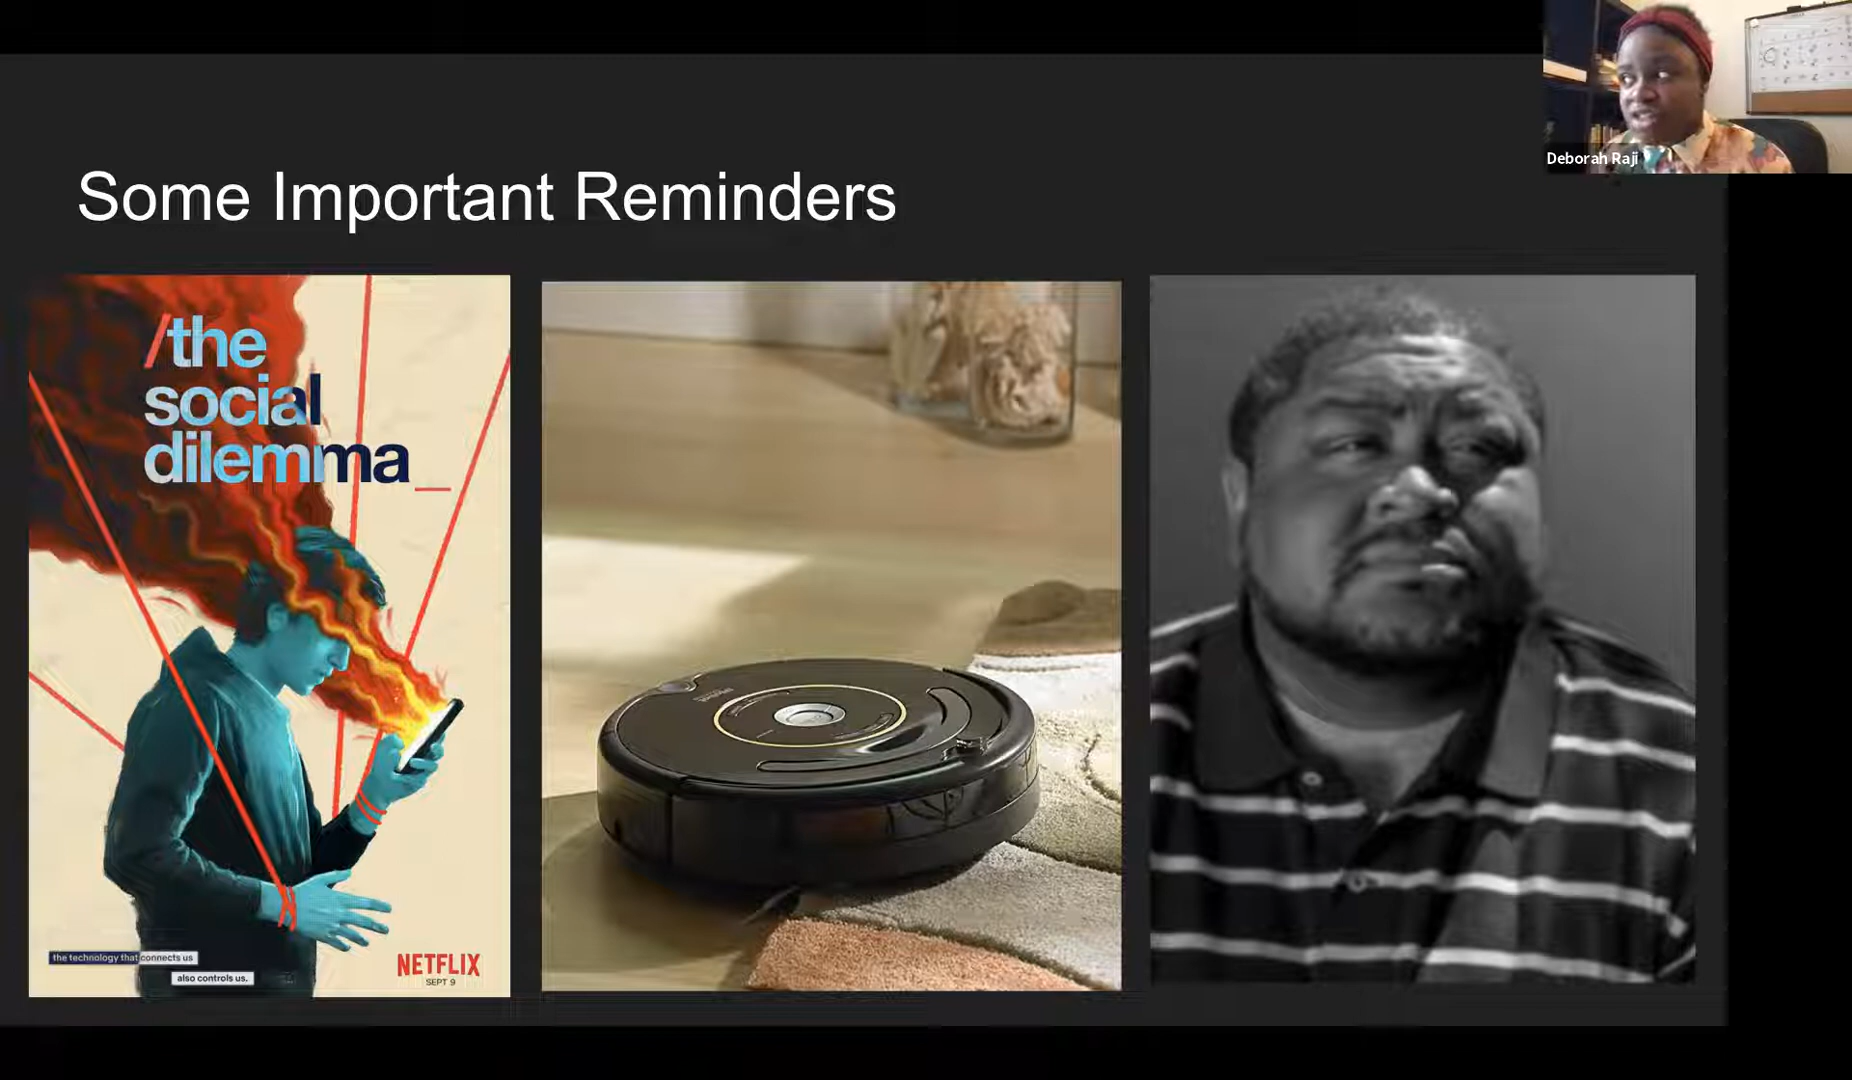 Deborah Raji
Some Important Reminders
/the
social
dilemma_
the technology that connects us
also controls us.
NETFLIX
SEPT 9